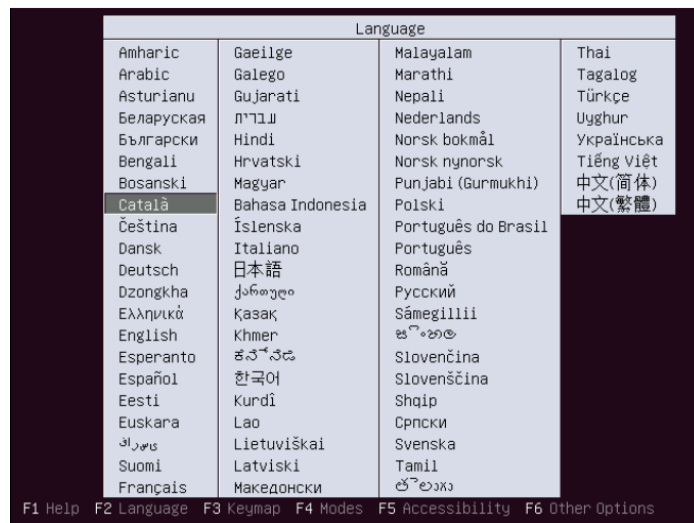 Language
Amharic
Arabic
Asturianu
Беларуская
Български
Bengali
Bosanski
Català
Čeština
Dansk
Deutsch
Dzongkha
Ελληνικά
English
Esperanto
Español
Eesti
Euskara
Suomi
Français
Gaeilge
Galego
Gujarati
עברית
Hindi
Hrvatski
Magyar
Bahasa Indonesia
Íslenska
Italiano
日本語
ქართული
Қазақ
Khmer
ಕನ್ನಡ
한국어
Kurdî
Lao
Lietuviškai
Latviski
Македонски
Malayalam
Marathi
Nepali
Nederlands
Norsk bokmål
Norsk nynorsk
Punjabi (Gurmukhi)
Polski
Português do Brasil
Português
Română
Русский
Sámegillii
සිංහල
Slovenčina
Slovenščina
Shqip
Српски
Svenska
Tamil
తెలుగు
Thai
Tagalog
Türkçe
Uyghur
Українська
Tiếng Việt
中文(简体)
中文(繁體)
F1 Help F2 Language F3 Keymap F4 Modes F5 Accessibility F6 Other Options